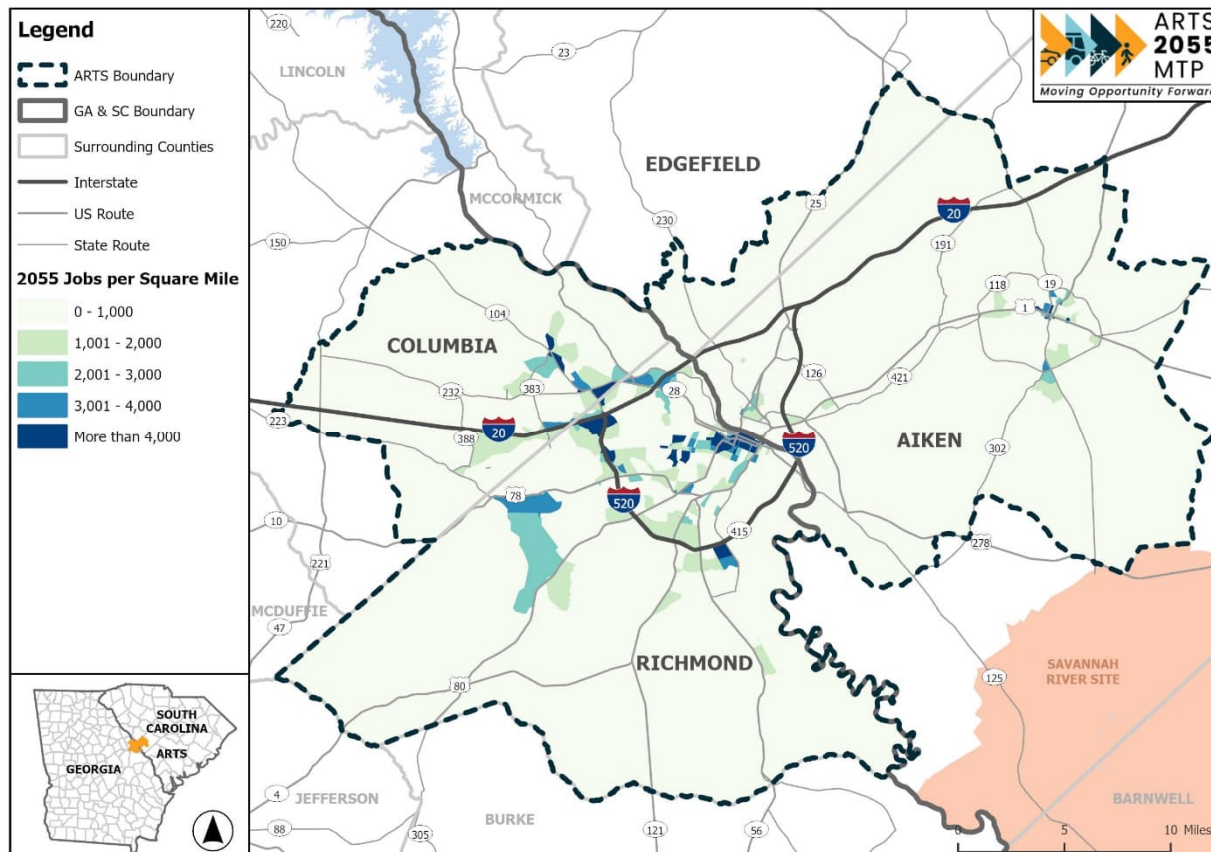 Legend
ARTS Boundary
GA & SC Boundary
Surrounding Counties
Interstate
US Route
State Route
2055 Jobs per Square Mile
0 - 1,000
1,001 - 2,000
2,001 - 3,000
3,001 - 4,000
More than 4,000
SOUTH
CAROLINA
ARTS
GEORGIA
ARTS
2055
MTP
Moving Opportunity Forward
220
23
LINCOLN
EDGEFIELD
MCCORMICK
25
20
230
191
150
118
19
1
104
COLUMBIA
383
232
28
126
421
223
20
388
520
AIKEN
302
78
520
415
10
221
278
MCDUFFIE
47
RICHMOND
SAVANNAH
RIVER SITE
80
125
4
JEFFERSON
BURKE
BARNWELL
88
305
121
56
0
5
10 Miles